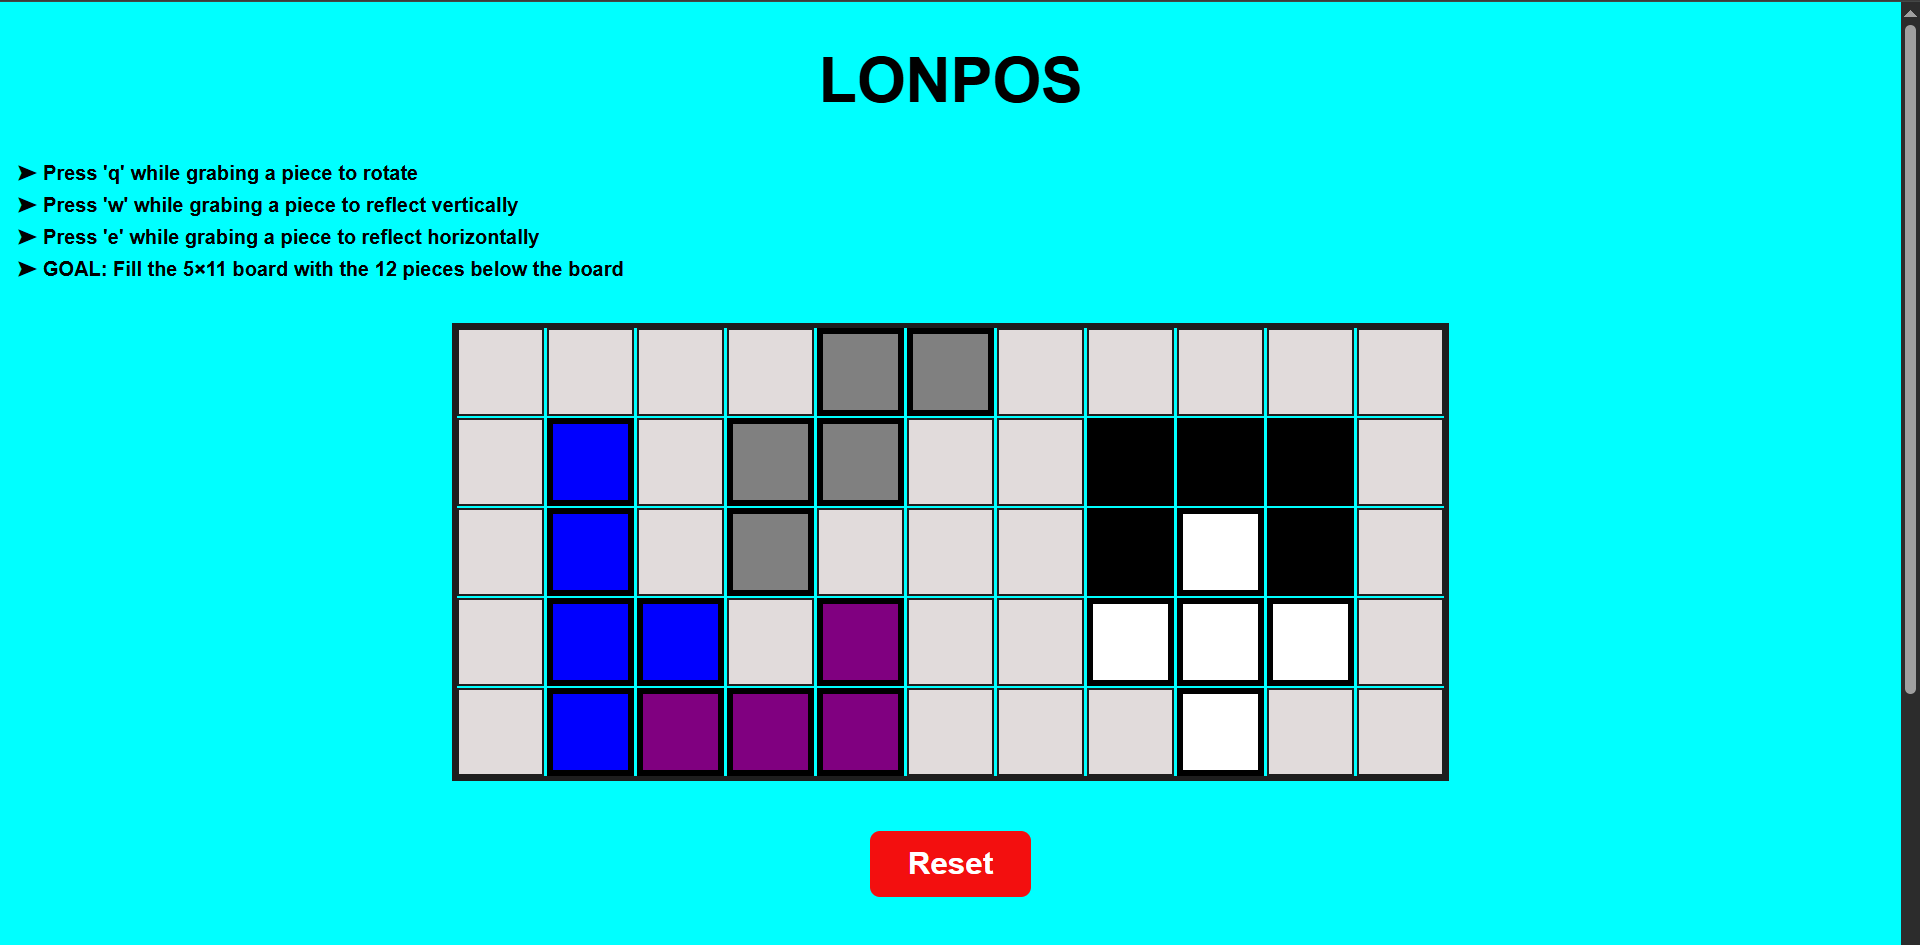 LONPOS
➤ Press 'q' while grabing a piece to rotate
➤ Press 'w' while grabing a piece to reflect vertically
➤ Press 'e' while grabing a piece to reflect horizontally
➤ GOAL: Fill the 5×11 board with the 12 pieces below the board
Reset